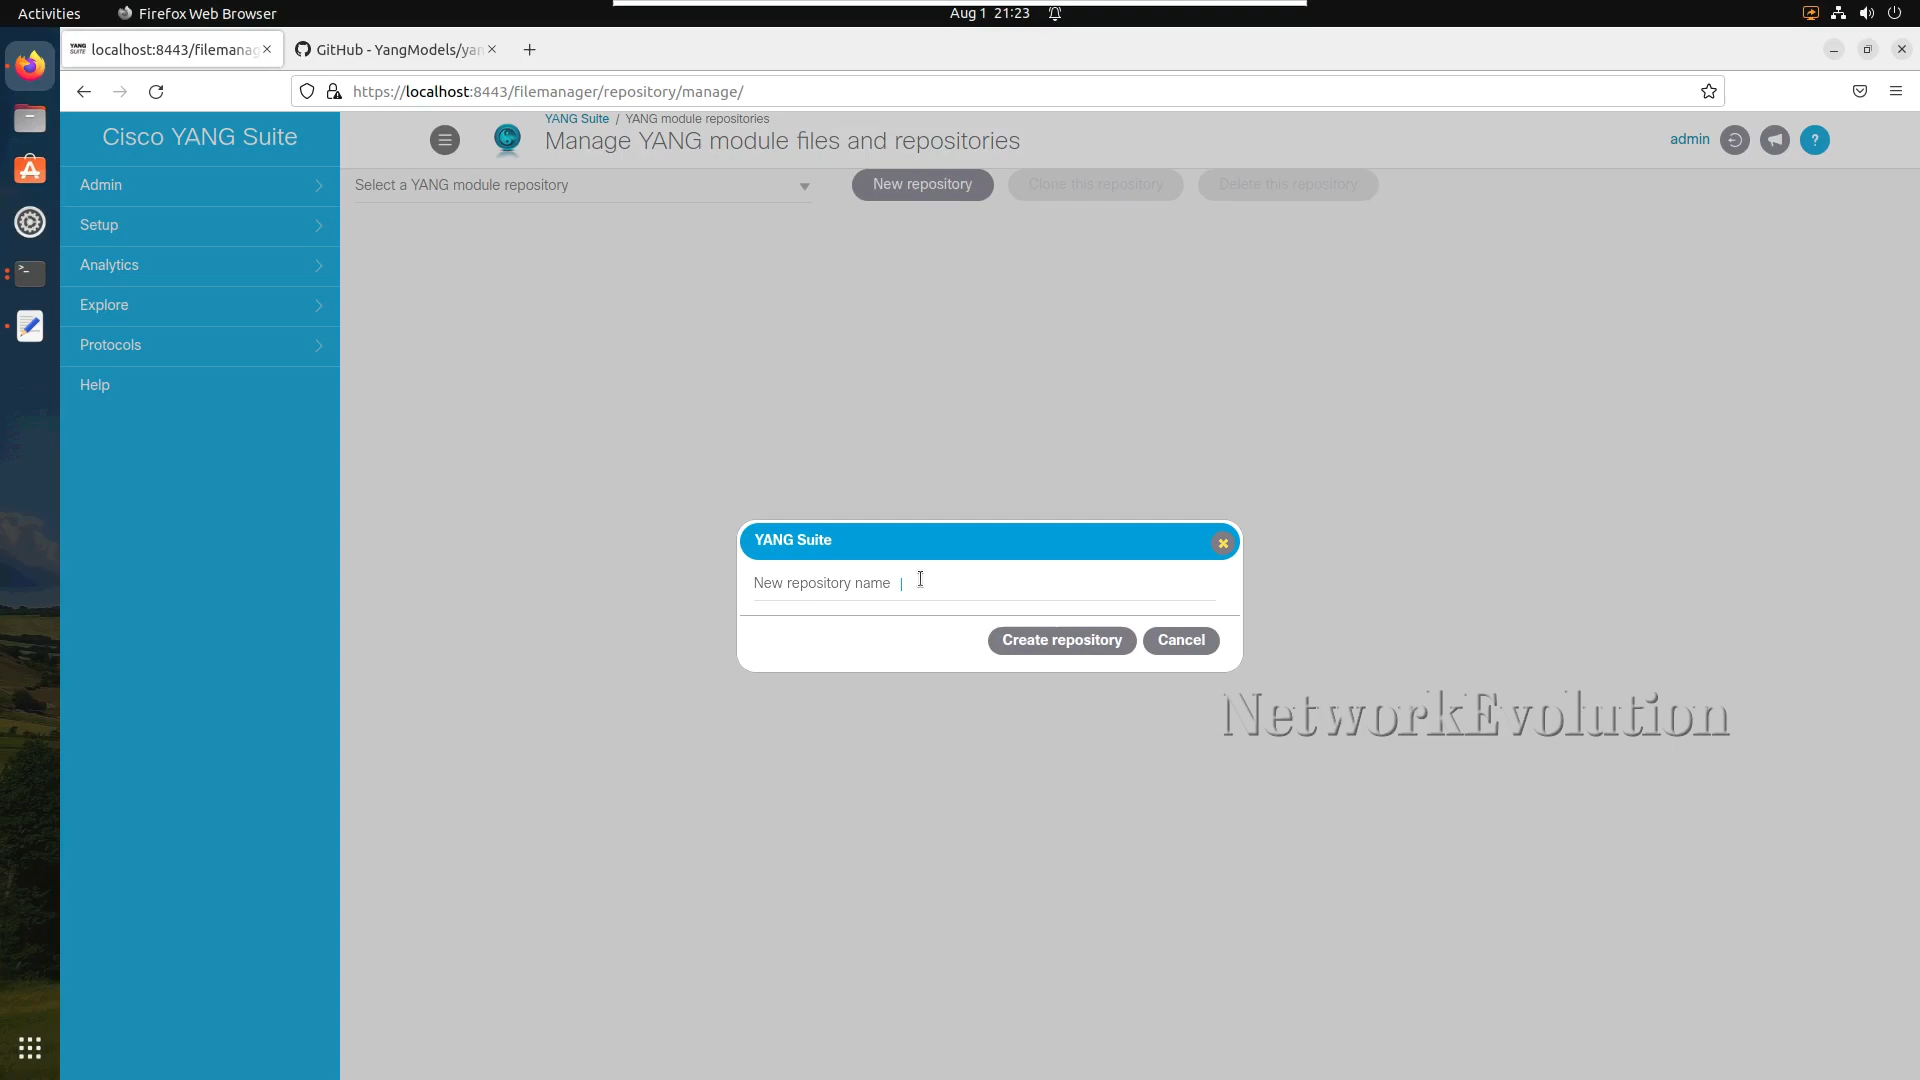 Activities
Firefox Web Browser
Aug 1 21:23
YANG SUITE localhost:8443/filemanag
GitHub - YangModels/yan
https://localhost:8443/filemanager/repository/manage/
Cisco YANG Suite
YANG Suite / YANG module repositories
Manage YANG module files and repositories
admin
?
Admin
Setup
Analytics
Explore
Protocols
Help
Select a YANG module repository
New repository
Clone this repository
Delete this repository
YANG Suite
New repository name
Create repository
Cancel
NetworkEvolution